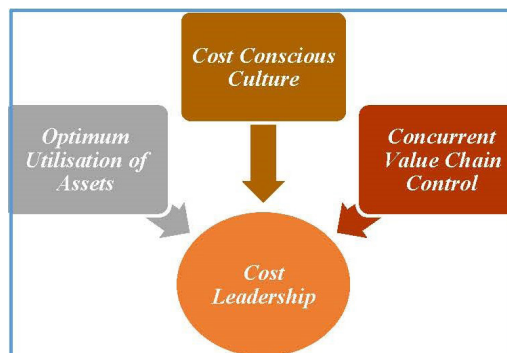 Cost Conscious
Culture
Optimum
Utilisation of
Assets
Concurrent
Value Chain
Control
Cost
Leadership